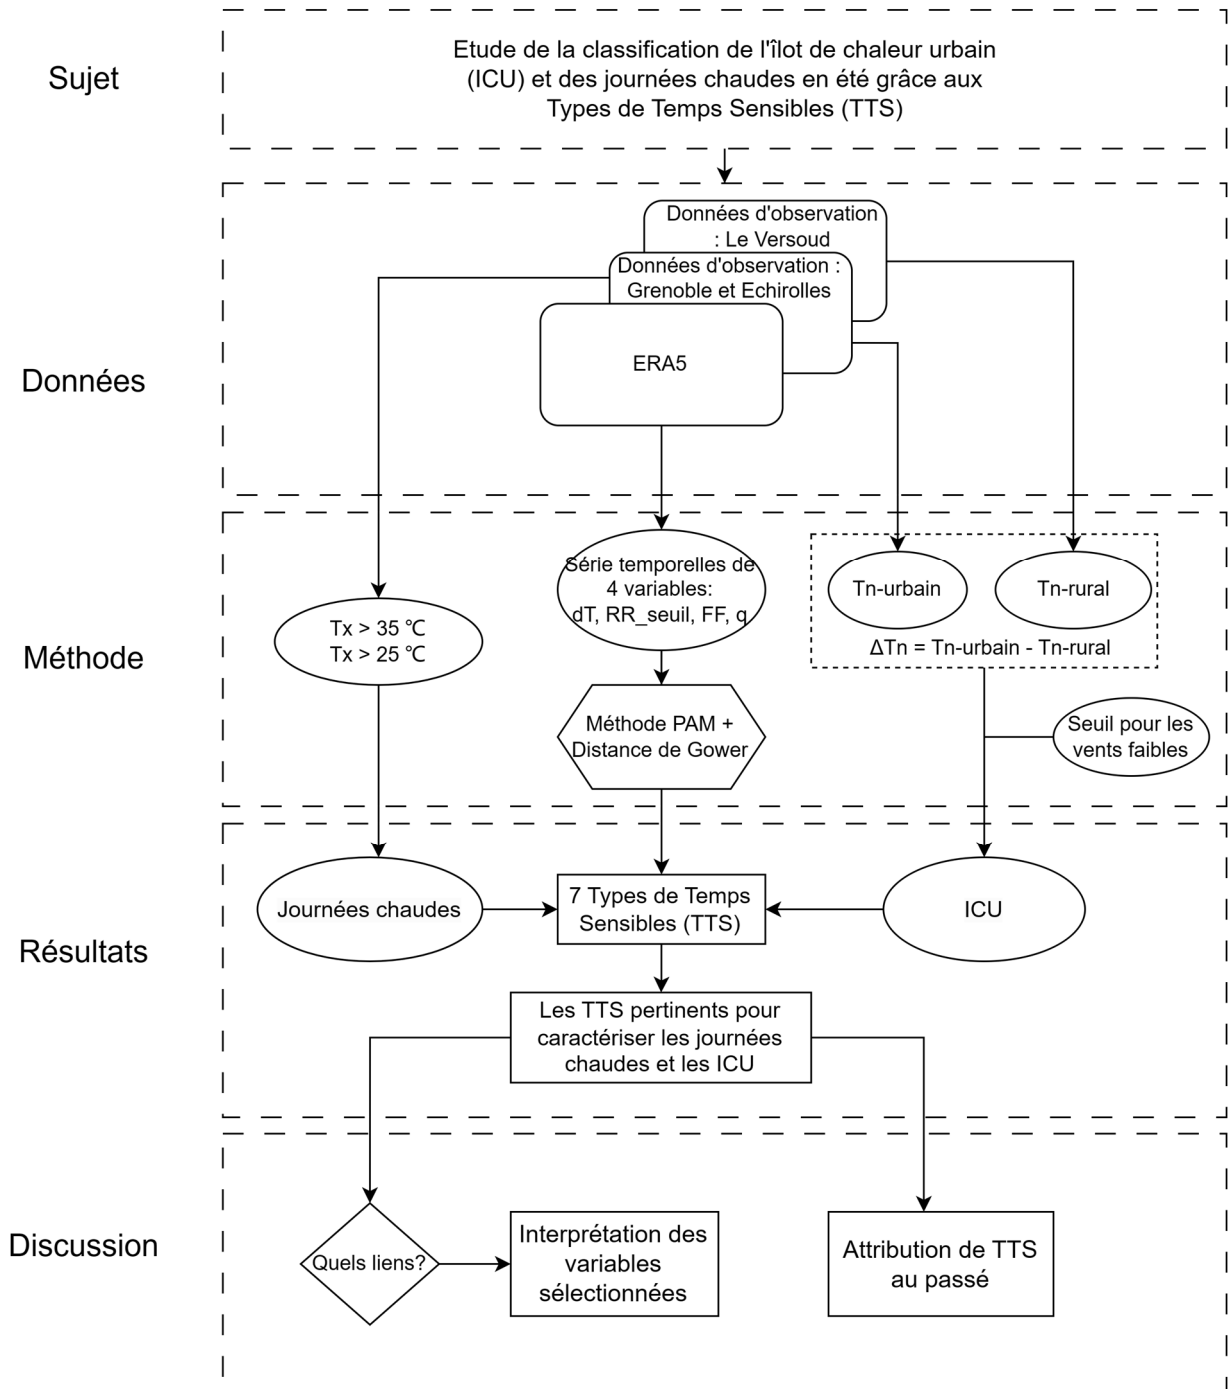 Sujet
Etude de la classification de l'îlot de chaleur urbain
(ICU) et des journées chaudes en été grâce aux
Types de Temps Sensibles (TTS)
Données
Données d'observation
: Le Versoud
Données d'observation :
Grenoble et Echirolles
ERA5
Méthode
Tx > 35 ℃
Tx > 25 ℃
Série temporelles de
4 variables:
dT, RR_seuil, FF, q
Tn-urbain
Tn-rural
ΔTn = Tn-urbain - Tn-rural
Méthode PAM +
Distance de Gower
Seuil pour les
vents faibles
Résultats
Journées chaudes
7 Types de Temps
Sensibles (TTS)
ICU
Les TTS pertinents pour
caractériser les journées
chaudes et les ICU
Discussion
Quels liens?
Interprétation des
variables
sélectionnées
Attribution de TTS
au passé